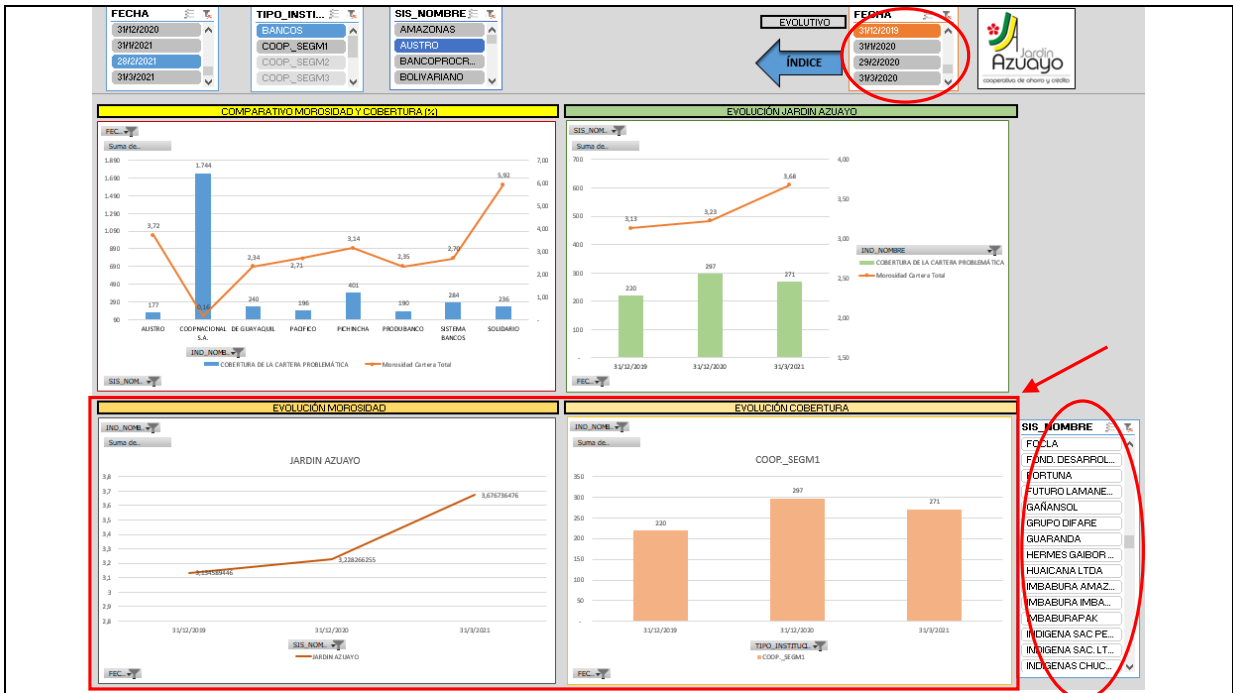 FECHA
31/12/2020
31/1/2021
28/2/2021
31/3/2021
TIPO_INSTI...
BANCOS
COOP._SEGM1
COOP._SEGM2
COOP._SEGM3
SIS_NOMBRE
AMAZONAS
AUSTRO
BANCOPROCR...
BOLIVARIANO
EVOLUTIVO
ÍNDICE
FECHA
31/12/2019
31/1/2020
29/2/2020
31/3/2020
Jardín
Azuayo
cooperativa de ahorro y crédito
COMPARATIVO MOROSIDAD Y COBERTURA (%)
FEC..
Suma de..
1.890
1.690
1.490
1.290
1.090
890
690
490
290
90
7,00
6,00
5,00
4,00
3,00
2,00
1,00
-
3,72
0,16
2,34
2,71
3,14
2,35
2,70
5,92
177
1.744
240
196
401
190
284
236
AUSTRO
COOPNACIONAL S.A.
DE GUAYAQUIL
PACIFICO
PICHINCHA
PRODUBANCO
SISTEMA BANCOS
SOLIDARIO
IND_NOMB..
COBERTURA DE LA CARTERA PROBLEMÁTICA
Morosidad Cartera Total
SIS_NOM..
EVOLUCIÓN JARDIN AZUAYO
SIS_NOM..
Suma de..
700
600
500
400
300
200
100
-
4,00
3,50
3,00
2,50
2,00
1,50
3,13
3,23
3,68
220
297
271
31/12/2019
31/12/2020
31/3/2021
IND_NOMBRE
COBERTURA DE LA CARTERA PROBLEMÁTICA
Morosidad Cartera Total
FEC..
EVOLUCIÓN MOROSIDAD
IND_NOMB..
Suma de..
JARDIN AZUAYO
3,8
3,7
3,6
3,5
3,4
3,3
3,2
3,1
3
2,9
2,8
3,134589446
3,228266255
3,676736476
31/12/2019
31/12/2020
31/3/2021
SIS_NOM..
JARDIN AZUAYO
FEC..
EVOLUCIÓN COBERTURA
IND_NOMB..
Suma de..
COOP._SEGM1
350
300
250
200
150
100
50
-
220
297
271
31/12/2019
31/12/2020
31/3/2021
TIPO_INSTITUCI..
COOP._SEGM1
FEC..
SIS_NOMBRE
FOCLA
FOND. DESARROL...
FORTUNA
FUTURO LAMANE...
GAÑANSOL
GRUPO DIFARE
GUARANDA
HERMES GAIBOR ...
HUAICANA LTDA
IMBABURA AMAZ...
IMBABURA IMBA...
IMBABURAPAK
INDIGENA SAC PE...
INDIGENA SAC. LT...
INDIGENAS CHUC...